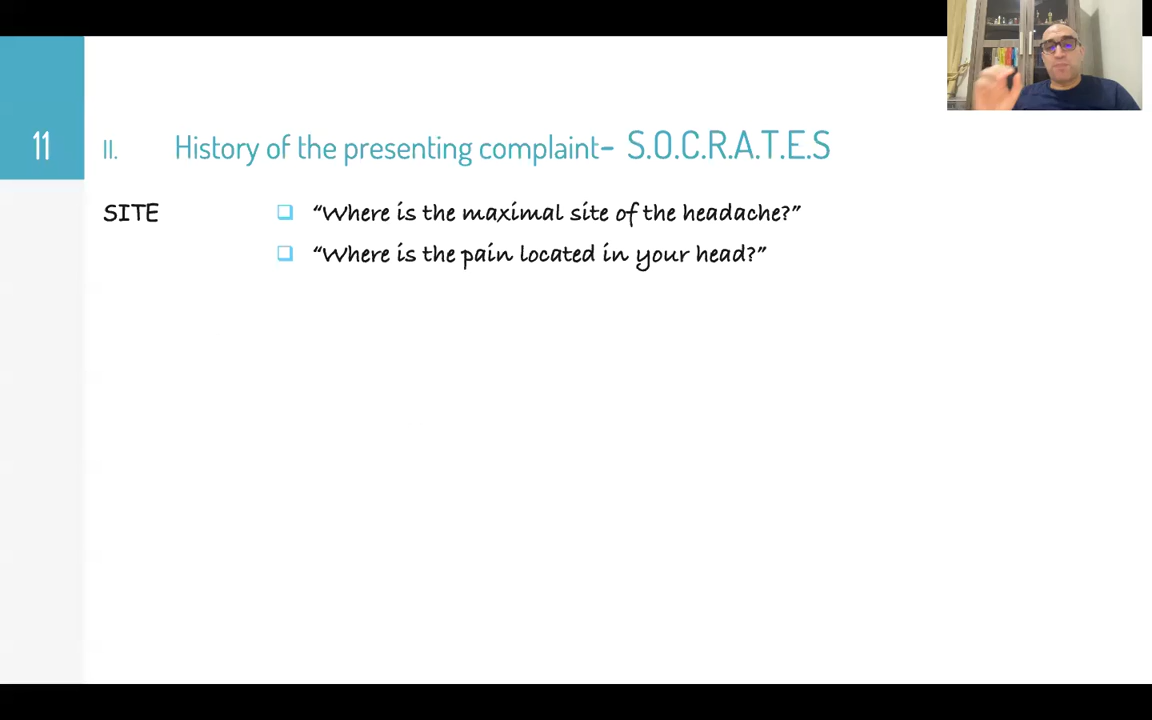 11
II. History of the presenting complaint- S.O.C.R.A.T.E.S
SITE
❑ “Where is the maximal site of the headache?”
❑ “Where is the pain located in your head?”